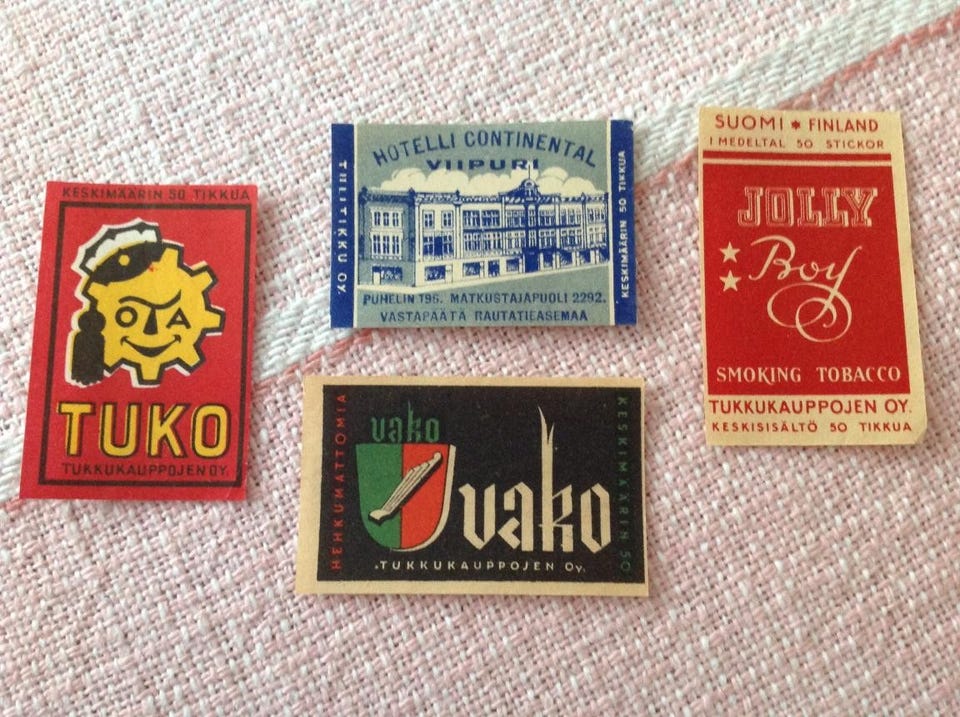 KESKIMÄÄRIN 50 TIKKUA
O A
TUKO
TUKKUKAUPPOJEN OY.
TULITIKKU OY.
HOTELLI CONTINENTAL
VIIPURI
PUHELIN 796. MATKUSTAJAPUOLI 2292.
VASTAPÄÄTÄ RAUTATIEASEMAA
KESKIMÄÄRIN 50 TIKKUA
HEHKUMATTOMIA
vako
vako
.TUKKUKAUPPOJEN OY.
KESKIMÄÄRIN 50
SUOMI * FINLAND
I MEDELTAL 50 STICKOR
JOLLY
Boy
SMOKING TOBACCO
TUKKUKAUPPOJEN OY.
KESKISISÄLTÖ 50 TIKKUA